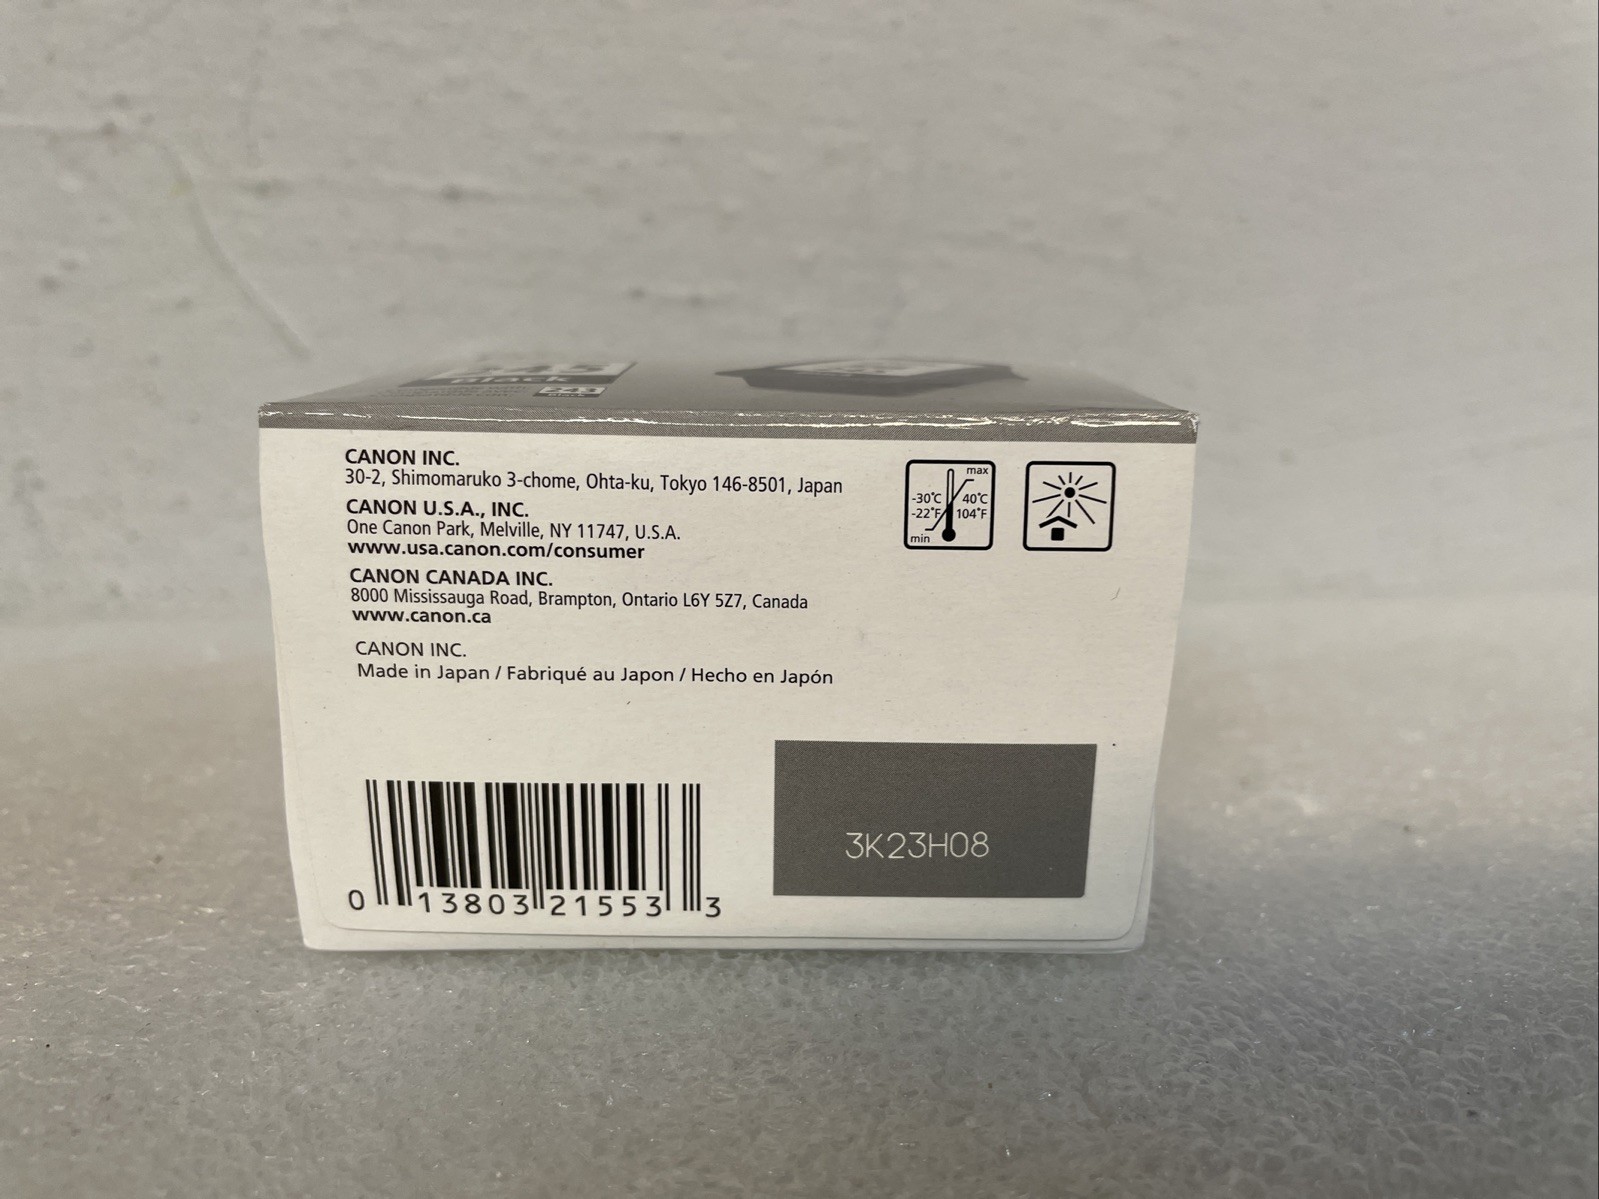 Black
CANON INC.
30-2, Shimomaruko 3-chome, Ohta-ku, Tokyo 146-8501, Japan
CANON U.S.A., INC.
One Canon Park, Melville, NY 11747, U.S.A.
www.usa.canon.com/consumer
CANON CANADA INC.
8000 Mississauga Road, Brampton, Ontario L6Y 5Z7, Canada
www.canon.ca
CANON INC.
Made in Japan / Fabriqué au Japon / Hecho en Japón
max
-30°C 40°C
-22°F 104°F
min
3K23H08
0 13803 21553 3